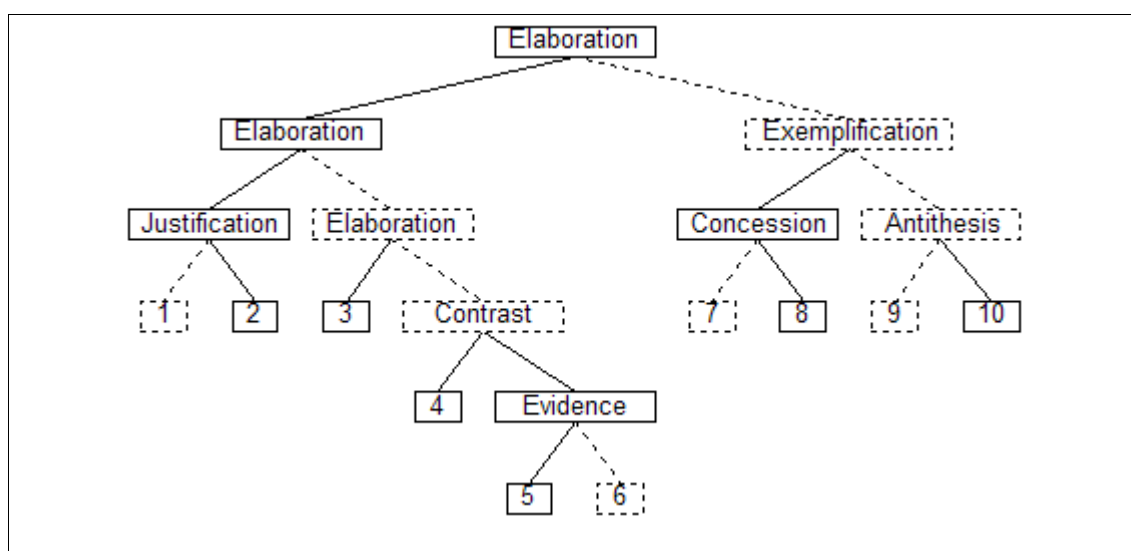 Elaboration
Elaboration Exemplification
Justification Elaboration Concession Antithesis
1 2 3 Contrast 7 8 9 10
4 Evidence
5 6